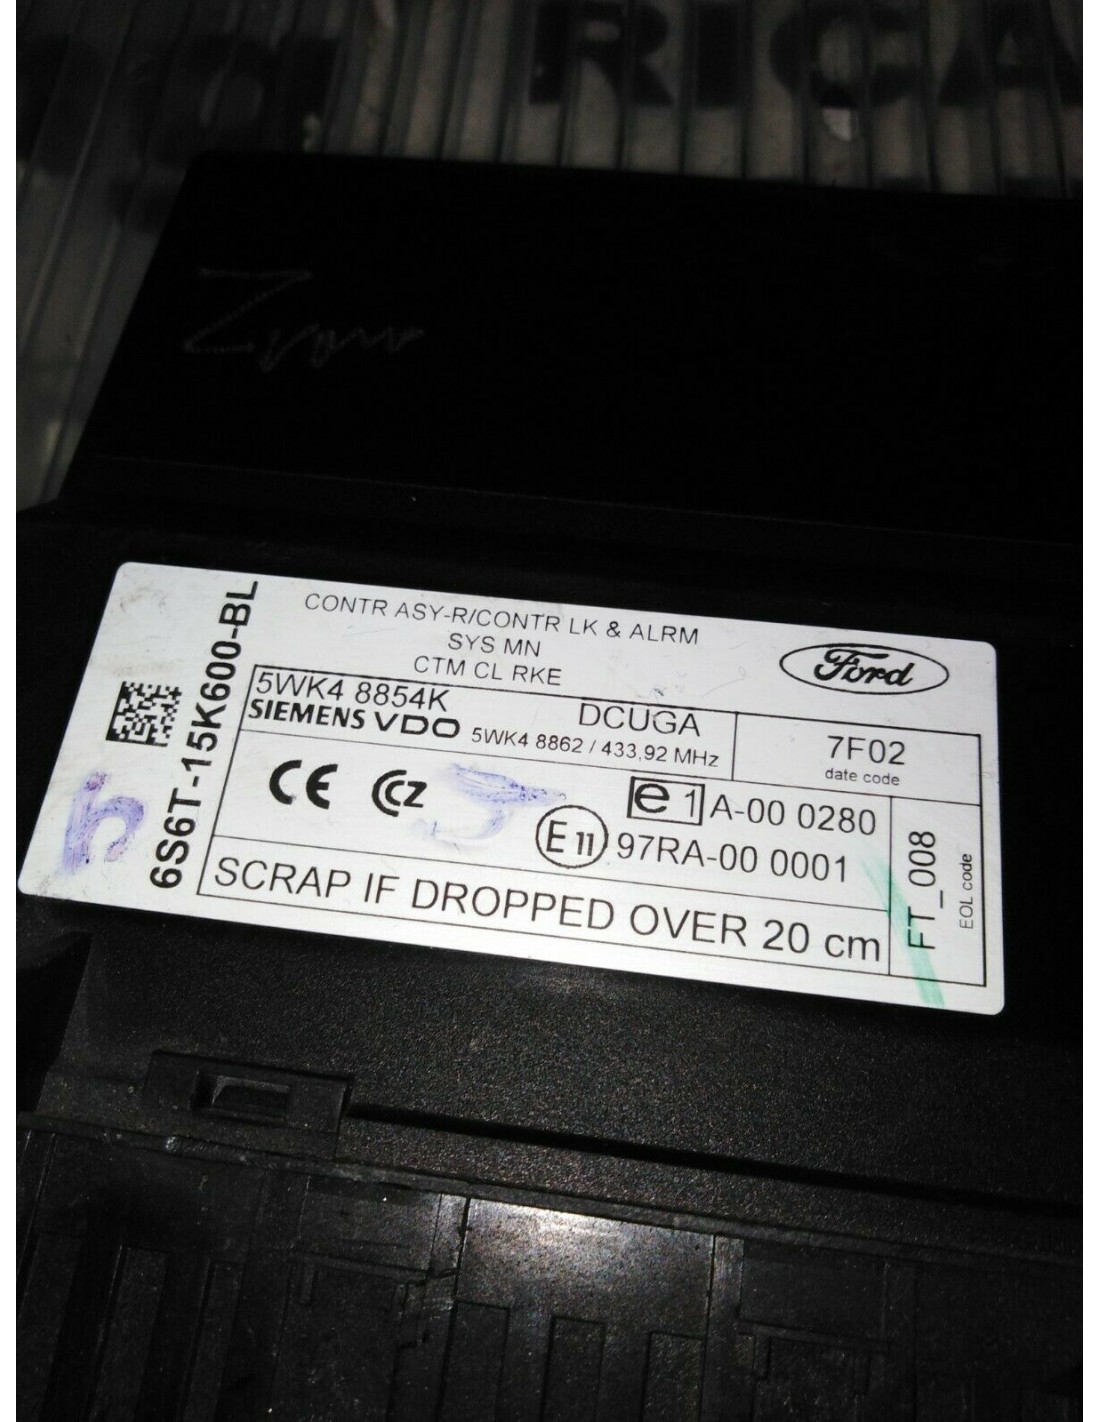 RICA
CONTR ASY-R/CONTR LK & ALRM
SYS MN
CTM CL RKE
Ford
6S6T-15K600-BL
5WK4 8854K
DCUGA
SIEMENS VDO 5WK4 8862 / 433,92 MHz
7F02
date code
CE
e1 A-00 0280
E 11 97RA-00 0001
FT_008
EOL code
SCRAP IF DROPPED OVER 20 cm